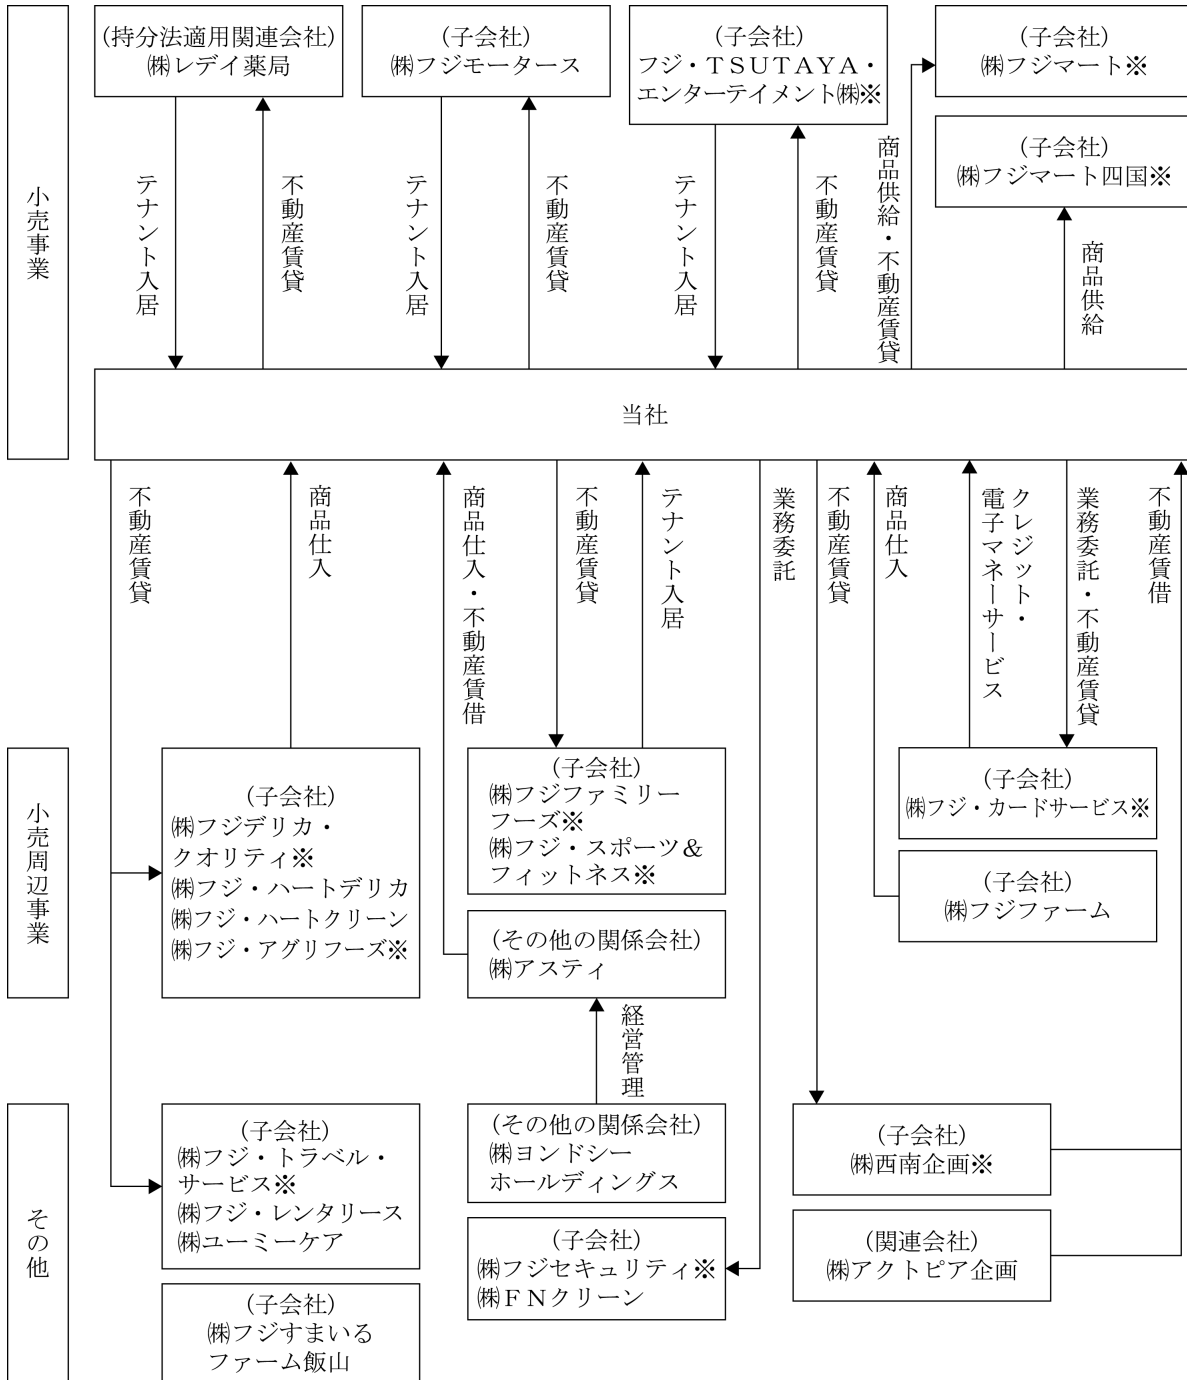 小売事業
(持分法適用関連会社)
㈱レデイ薬局
(子会社)
㈱フジモータース
(子会社)
フジ・ＴＳＵＴＡＹＡ・
エンターテイメント㈱※
(子会社)
㈱フジマート※
(子会社)
㈱フジマート四国※
テナント入居
不動産賃貸
テナント入居
不動産賃貸
テナント入居
不動産賃貸
商品供給・不動産賃貸
商品供給
当社
不動産賃貸
商品仕入
商品仕入・不動産賃借
不動産賃貸
テナント入居
業務委託
不動産賃貸
商品仕入
クレジット・
電子マネーサービス
業務委託・不動産賃貸
不動産賃借
小売周辺事業
(子会社)
㈱フジデリカ・
クオリティ※
㈱フジ・ハートデリカ
㈱フジ・ハートクリーン
㈱フジ・アグリフーズ※
(子会社)
㈱フジファミリー
フーズ※
㈱フジ・スポーツ＆
フィットネス※
(その他の関係会社)
㈱アスティ
(子会社)
㈱フジ・カードサービス※
(子会社)
㈱フジファーム
経営管理
その他
(子会社)
㈱フジ・トラベル・
サービス※
㈱フジ・レンタリース
㈱ユーミーケア
(子会社)
㈱フジすまいる
ファーム飯山
(その他の関係会社)
㈱ヨンドシー
ホールディングス
(子会社)
㈱フジセキュリティ※
㈱ＦＮクリーン
(子会社)
㈱西南企画※
(関連会社)
㈱アクトピア企画